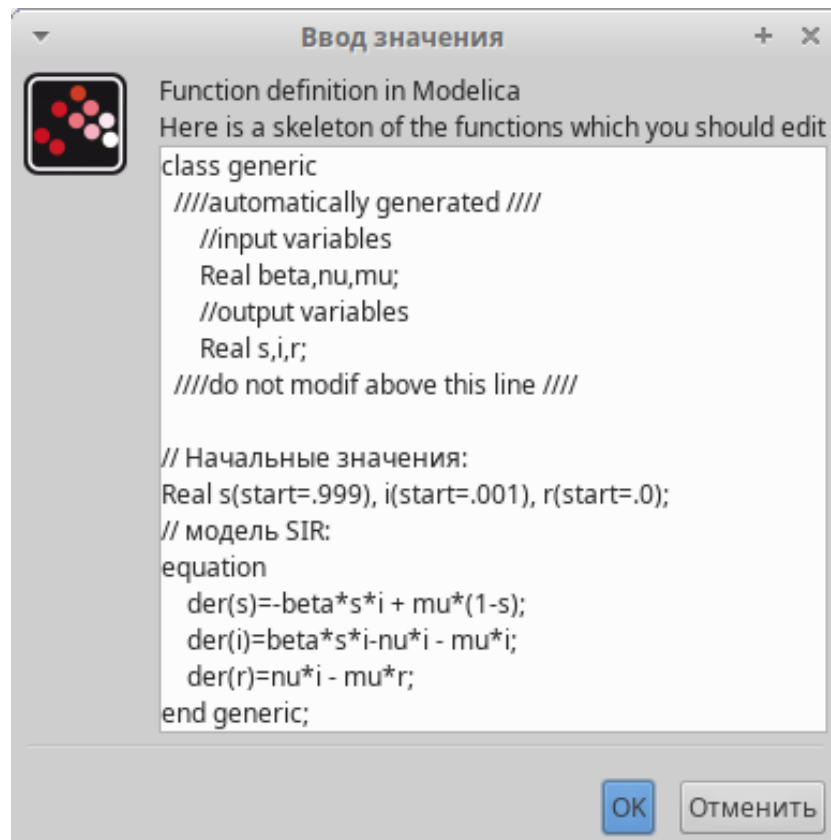 Ввод значения
Function definition in Modelica
Here is a skeleton of the functions which you should edit
class generic
  ////automatically generated ////
    //input variables
    Real beta,nu,mu;
    //output variables
    Real s,i,r;
  ////do not modif above this line ////
// Начальные значения:
Real s(start=.999), i(start=.001), r(start=.0);
// модель SIR:
equation
  der(s)=-beta*s*i + mu*(1-s);
  der(i)=beta*s*i-nu*i - mu*i;
  der(r)=nu*i - mu*r;
end generic;
OK Отменить